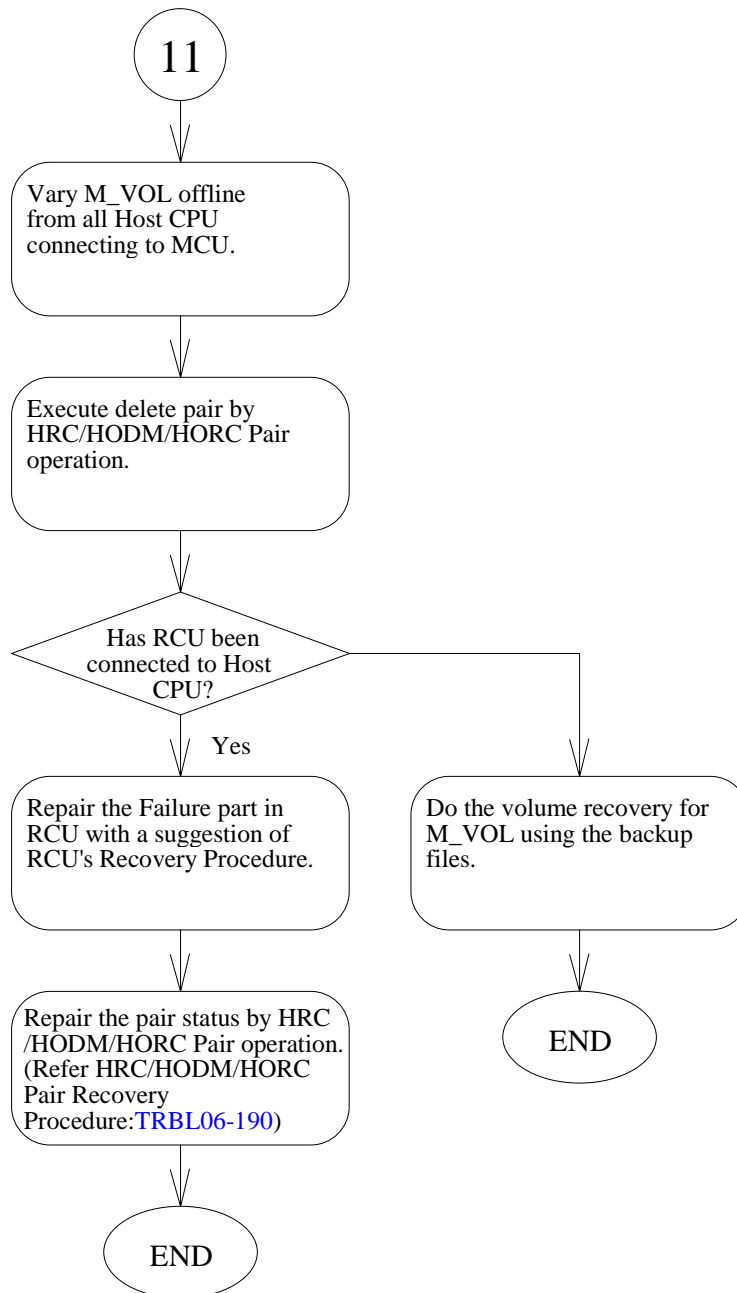 11
Vary M_VOL offline
from all Host CPU
connecting to MCU.
Execute delete pair by
HRC/HODM/HORC Pair
operation.
Has RCU been
connected to Host
CPU?
Yes
Repair the Failure part in
RCU with a suggestion of
RCU's Recovery Procedure.
Do the volume recovery for
M_VOL using the backup
files.
Repair the pair status by HRC
/HODM/HORC Pair operation.
(Refer HRC/HODM/HORC
Pair Recovery
Procedure:TRBL06-190)
END
END